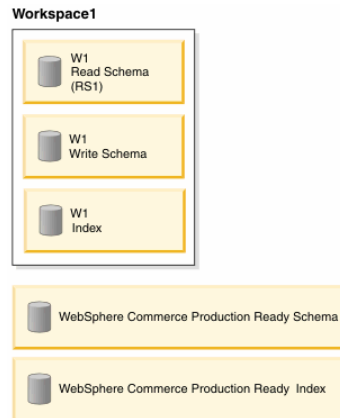 Workspace1
W1
Read Schema
(RS1)
W1
Write Schema
W1
Index
WebSphere Commerce Production Ready Schema
WebSphere Commerce Production Ready Index